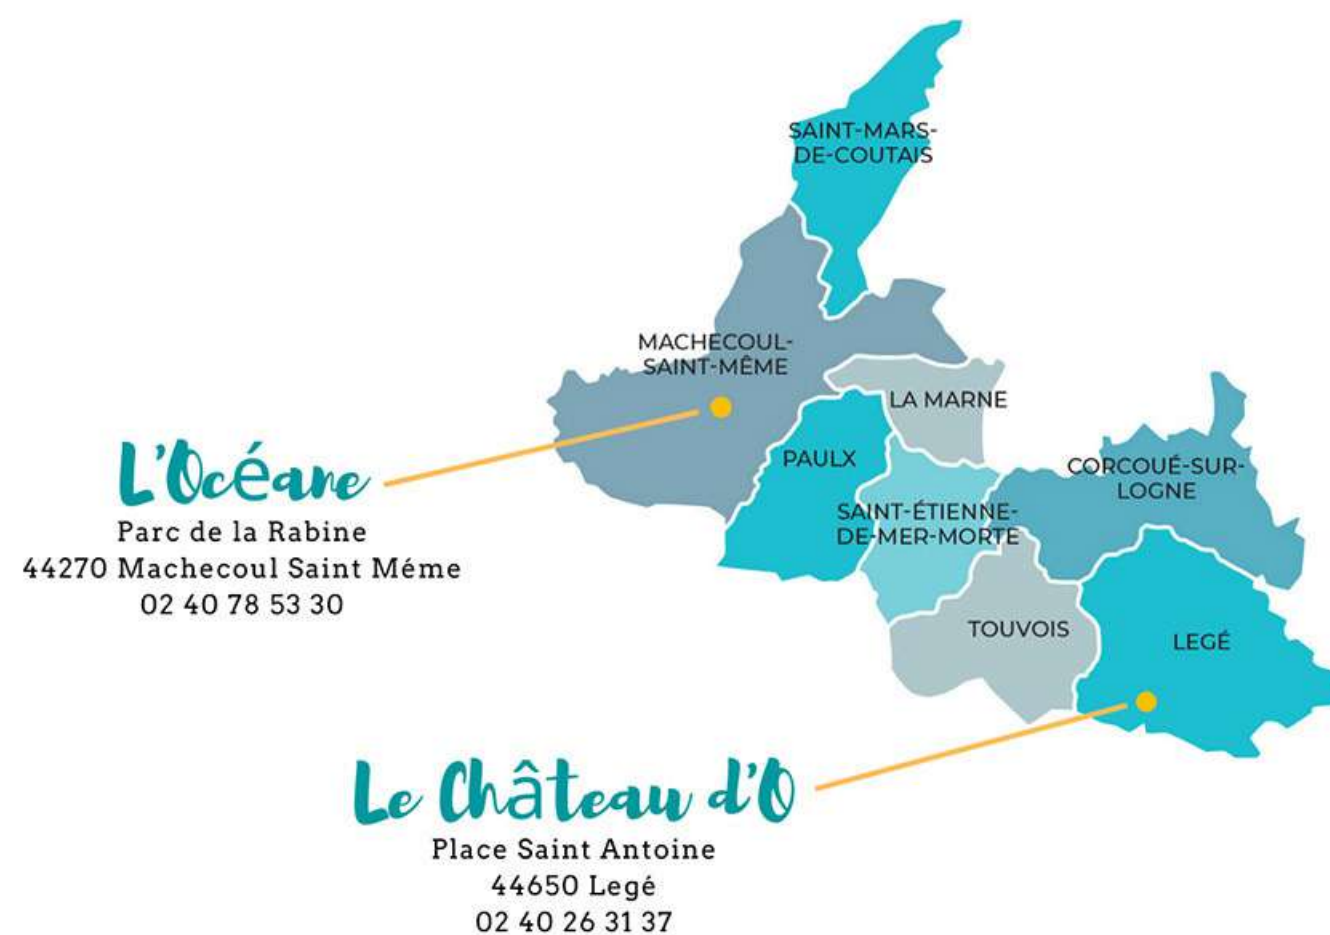 SAINT-MARS-
DE-COUTAIS
MACHECOUL-
SAINT-MÊME
LA MARNE
PAULX
CORCOUÉ-SUR-
LOGNE
SAINT-ÉTIENNE-
DE-MER-MORTE
TOUVOIS
LEGÉ
L'Océane
Parc de la Rabine
44270 Machecoul Saint Méme
02 40 78 53 30
Le Château d'O
Place Saint Antoine
44650 Legé
02 40 26 31 37